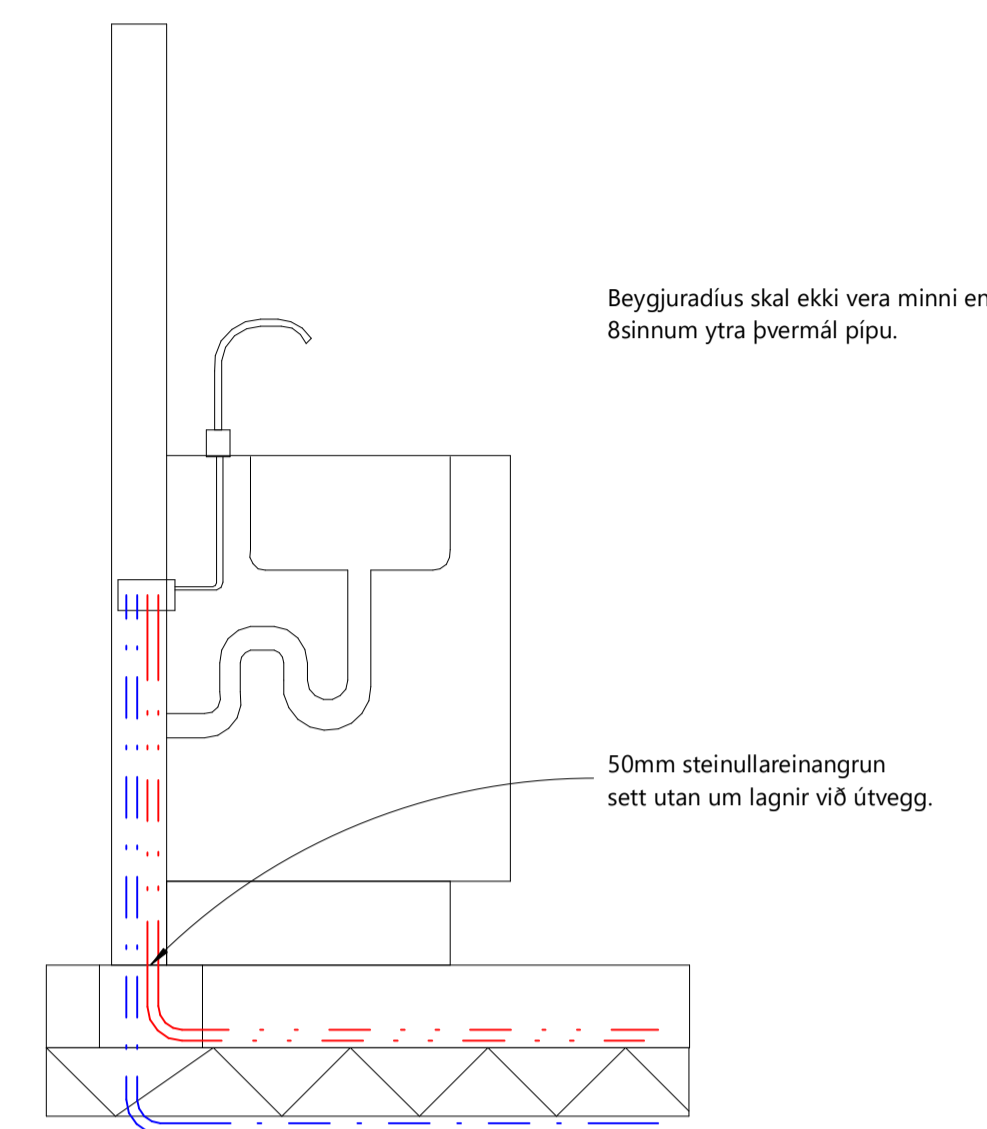 Beygjuradíus skal ekki vera minni en
8sinnum ytra þvermál pípu.
50mm steinullareinangrun
sett utan um lagnir við útvegg.